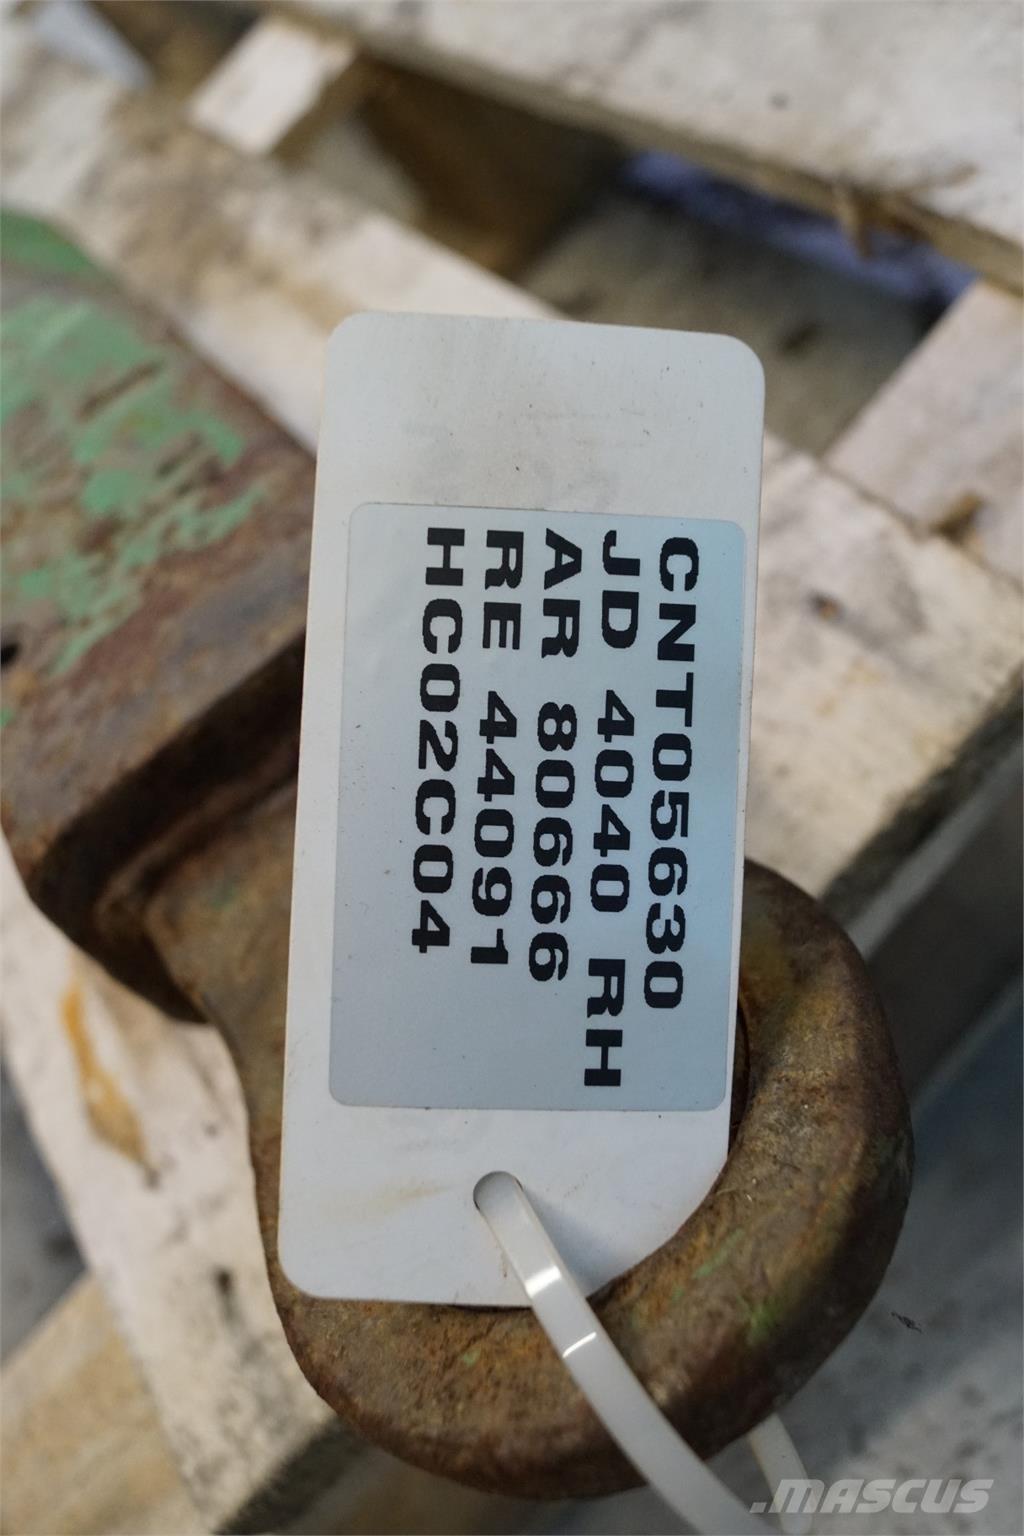 CNT05630
JD 4040 RH
AR 80666
RE 44091
HC02C04
.MASCUS